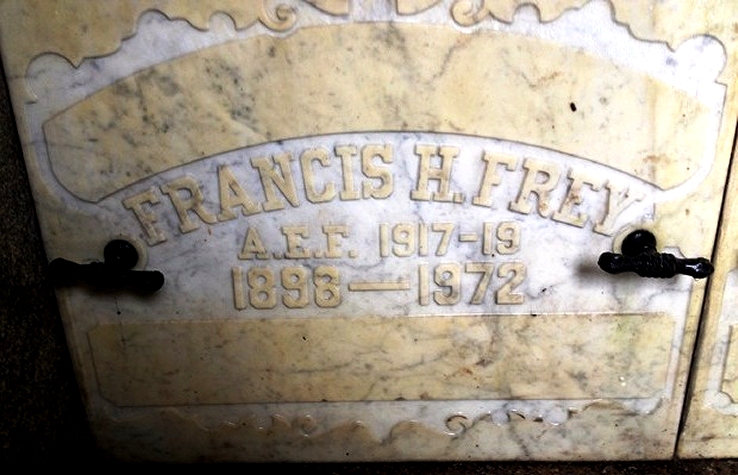 FRANCIS H. FREY
A.E.F. 1917-19
1898—1972